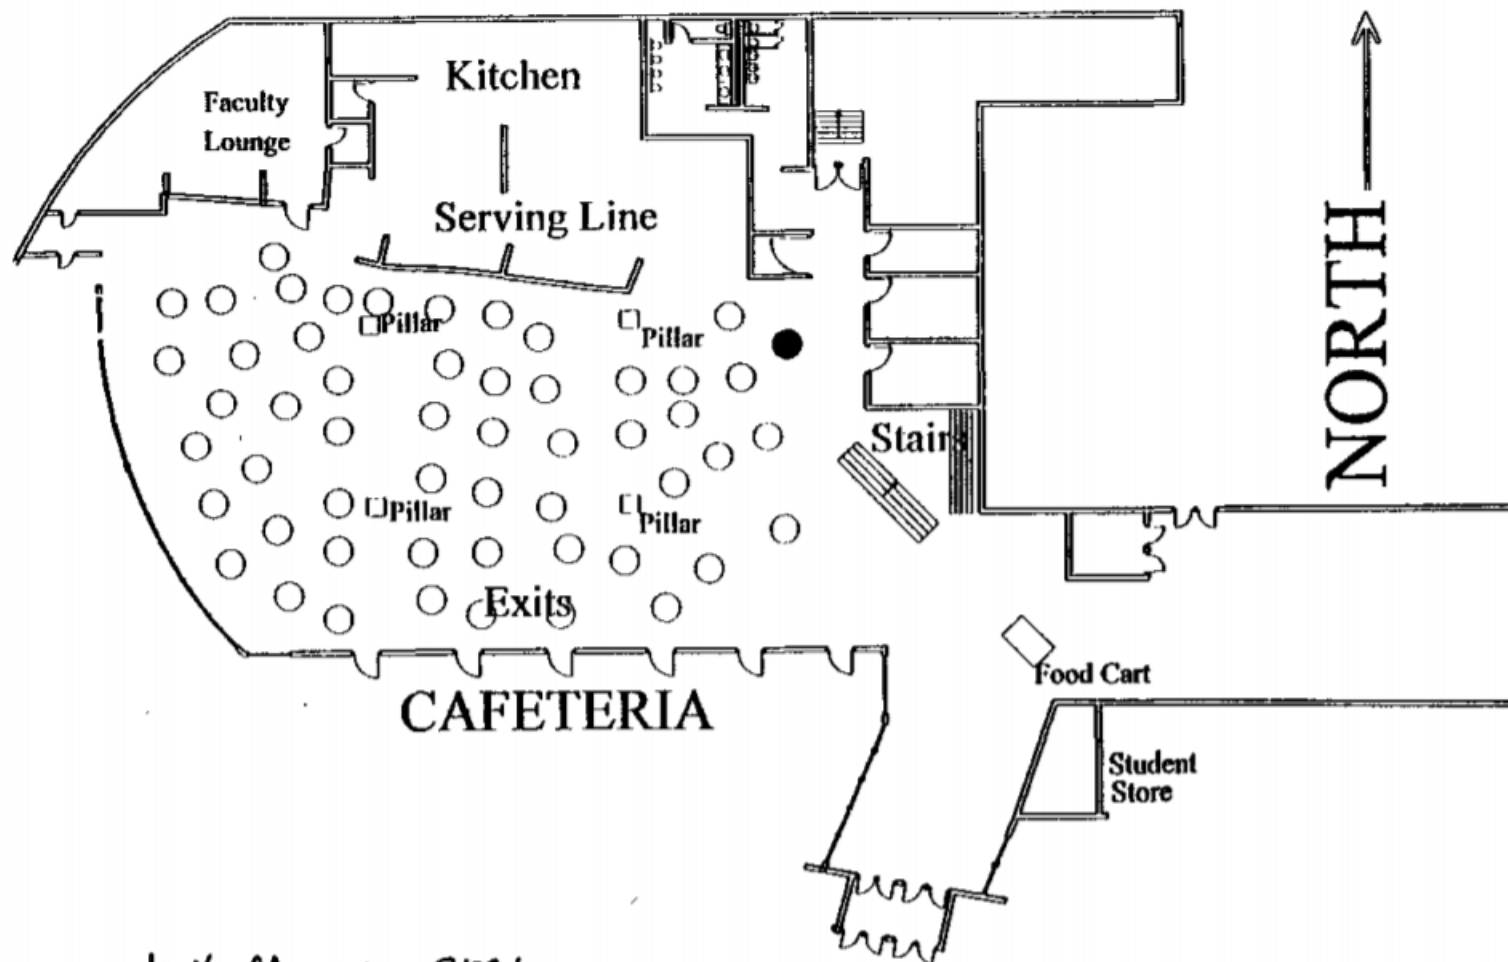 Kitchen
Faculty
Lounge
Serving Line
Pillar
Pillar
Stairs
NORTH
Pillar
Pillar
Exits
Food Cart
CAFETERIA
Student
Store